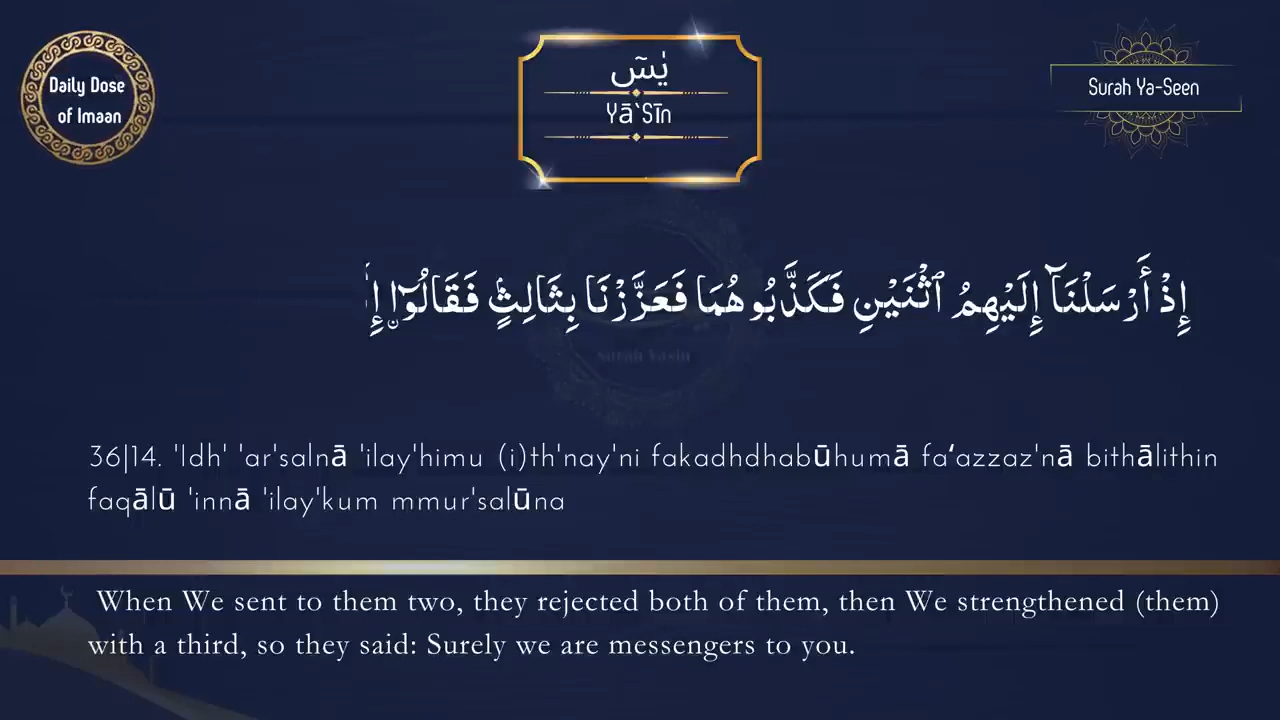 Daily Dose
of Imaan
يٰسٓ
Yā`Sīn
Surah Ya-Seen
إِذْ أَرْسَلْنَآ إِلَيْهِمُ ٱثْنَيْنِ فَكَذَّبُوهُمَا فَعَزَّزْنَا بِثَالِثٍ فَقَالُوٓا۟
Surah Yasin
36|14. 'Idh' 'ar'salnā 'ilay'himu (i)th'nay'ni fakadhdhabūhumā fa‘azzaz'nā bithālithin
faqālū 'innā 'ilay'kum mmur'salūna
When We sent to them two, they rejected both of them, then We strengthened (them)
with a third, so they said: Surely we are messengers to you.